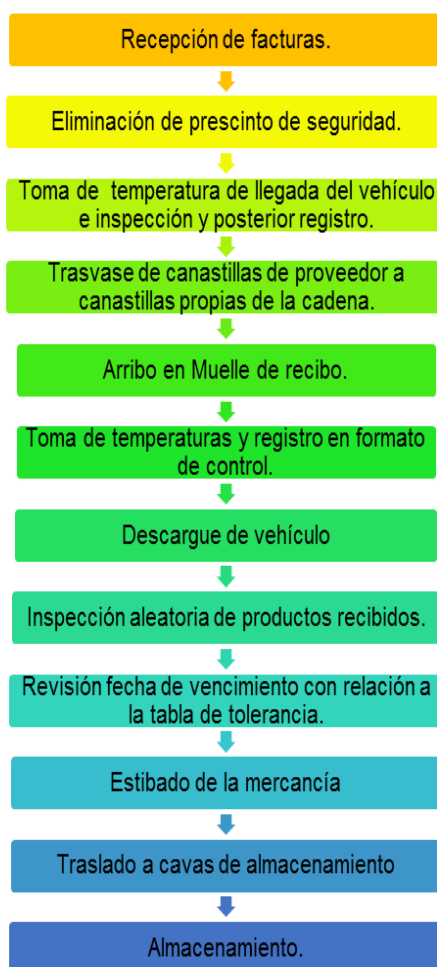 Recepción de facturas.
Eliminación de prescinto de seguridad.
Toma de temperatura de llegada del vehículo
e inspección y posterior registro.
Trasvase de canastillas de proveedor a
canastillas propias de la cadena.
Arribo en Muelle de recibo.
Toma de temperaturas y registro en formato
de control.
Descargue de vehículo
Inspección aleatoria de productos recibidos.
Revisión fecha de vencimiento con relación a
la tabla de tolerancia.
Estibado de la mercancía
Traslado a cavas de almacenamiento
Almacenamiento.